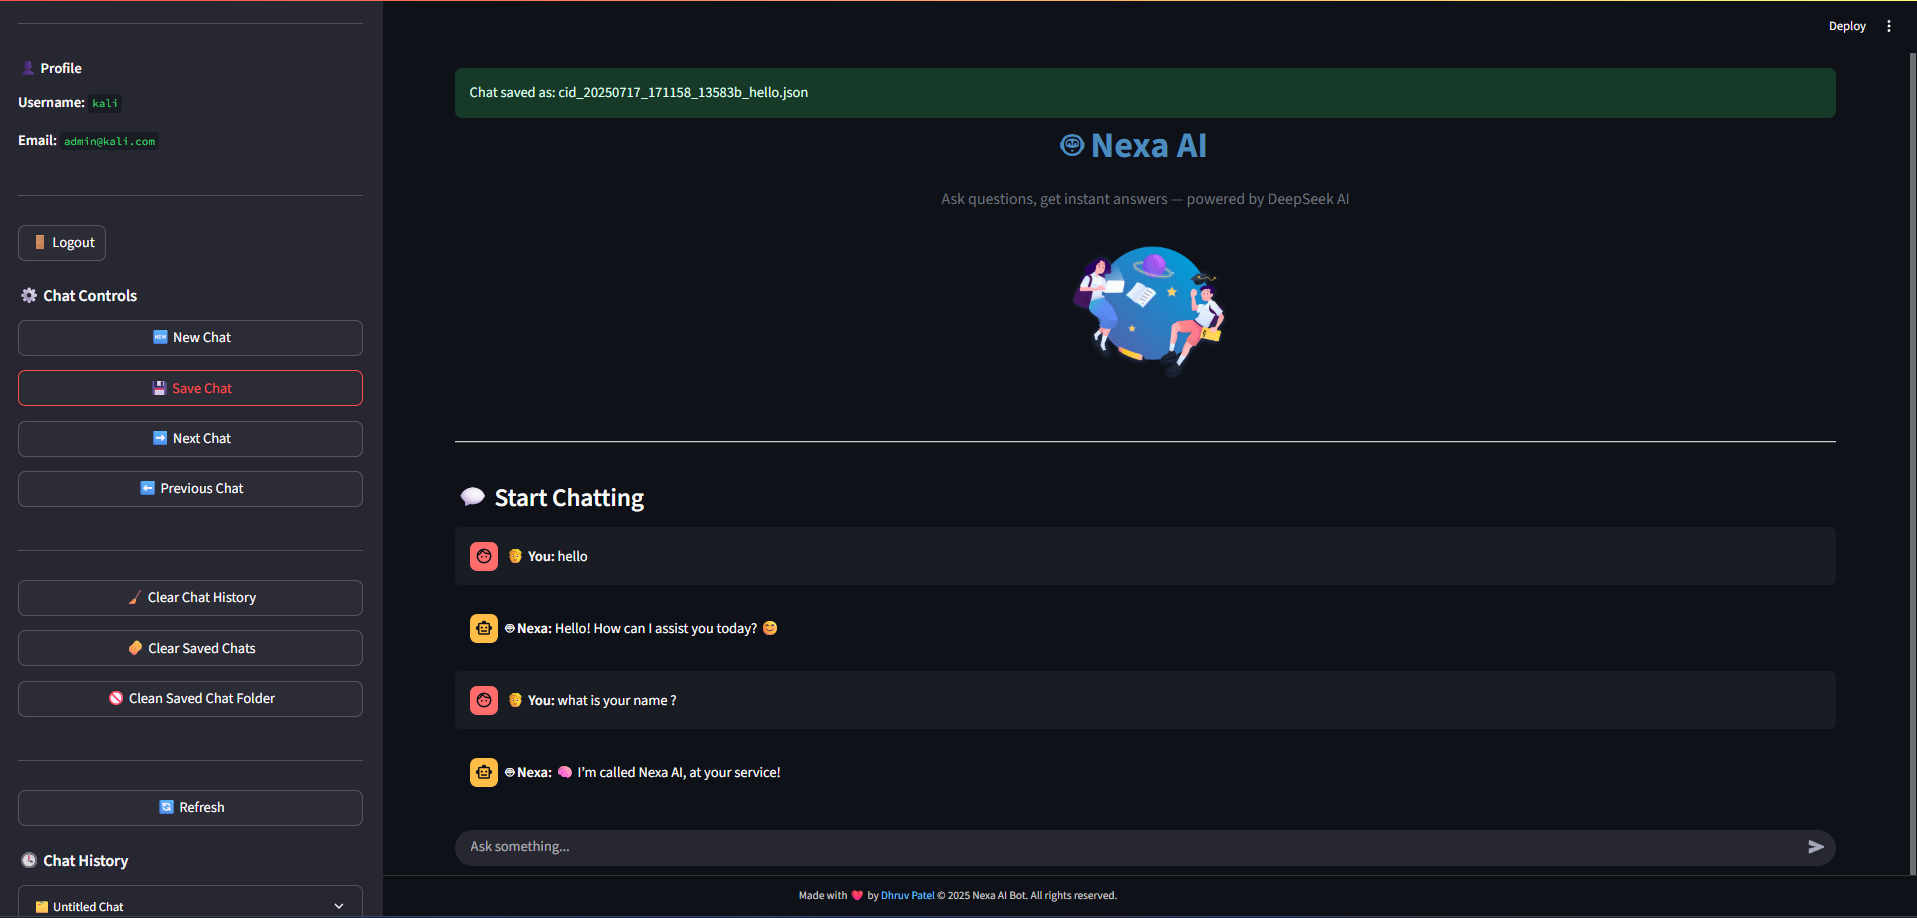 👤 Profile
Username: kali
Email: admin@kali.com
🚪 Logout
⚙️ Chat Controls
🆕 New Chat
💾 Save Chat
➡️ Next Chat
⬅️ Previous Chat
🧹 Clear Chat History
🧽 Clear Saved Chats
🚫 Clean Saved Chat Folder
🔄 Refresh
🕓 Chat History
🗂️ Untitled Chat
Deploy
Chat saved as: cid_20250717_171158_13583b_hello.json
Nexa AI
Ask questions, get instant answers — powered by DeepSeek AI
💬 Start Chatting
You: hello
Nexa: Hello! How can I assist you today? 😊
You: what is your name ?
Nexa: 🧠 I’m called Nexa AI, at your service!
Ask something...
Made with ❤️ by Dhruv Patel © 2025 Nexa AI Bot. All rights reserved.